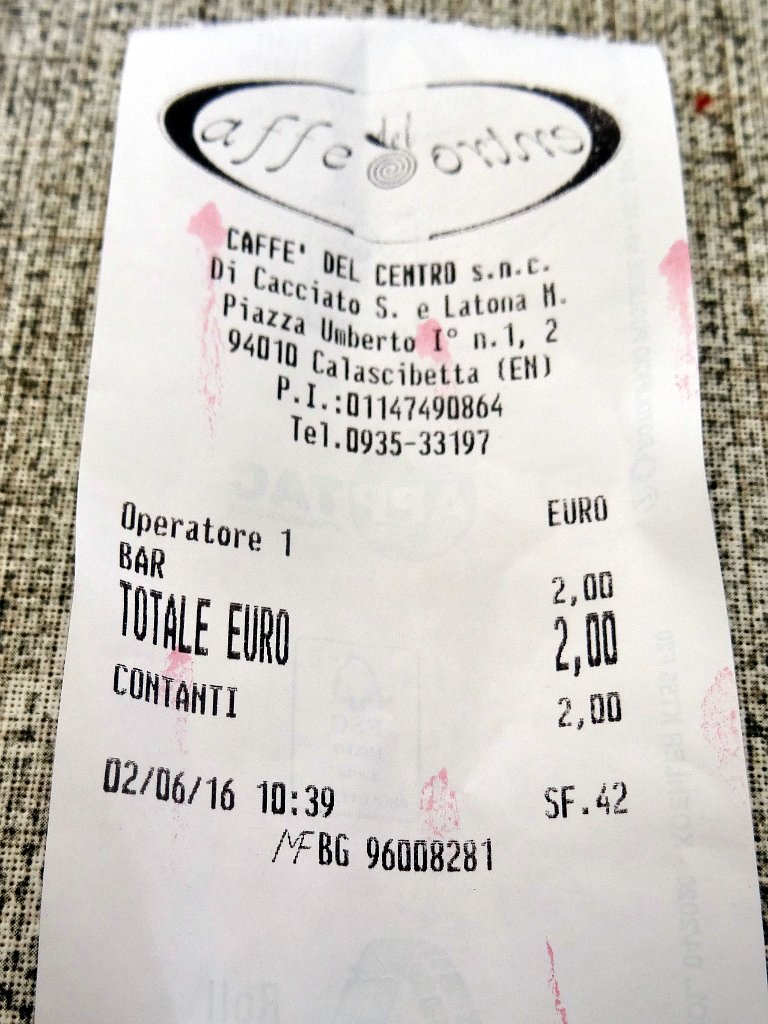 affe del entro
CAFFE' DEL CENTRO s.n.c.
Di Cacciato S. e Latona M.
Piazza Umberto I° n.1, 2
94010 Calascibetta (EN)
P.I.:01147490864
Tel.0935-33197
EURO
Operatore 1
BAR 2,00
TOTALE EURO 2,00
CONTANTI 2,00
02/06/16 10:39 SF.42
MF BG 96008281